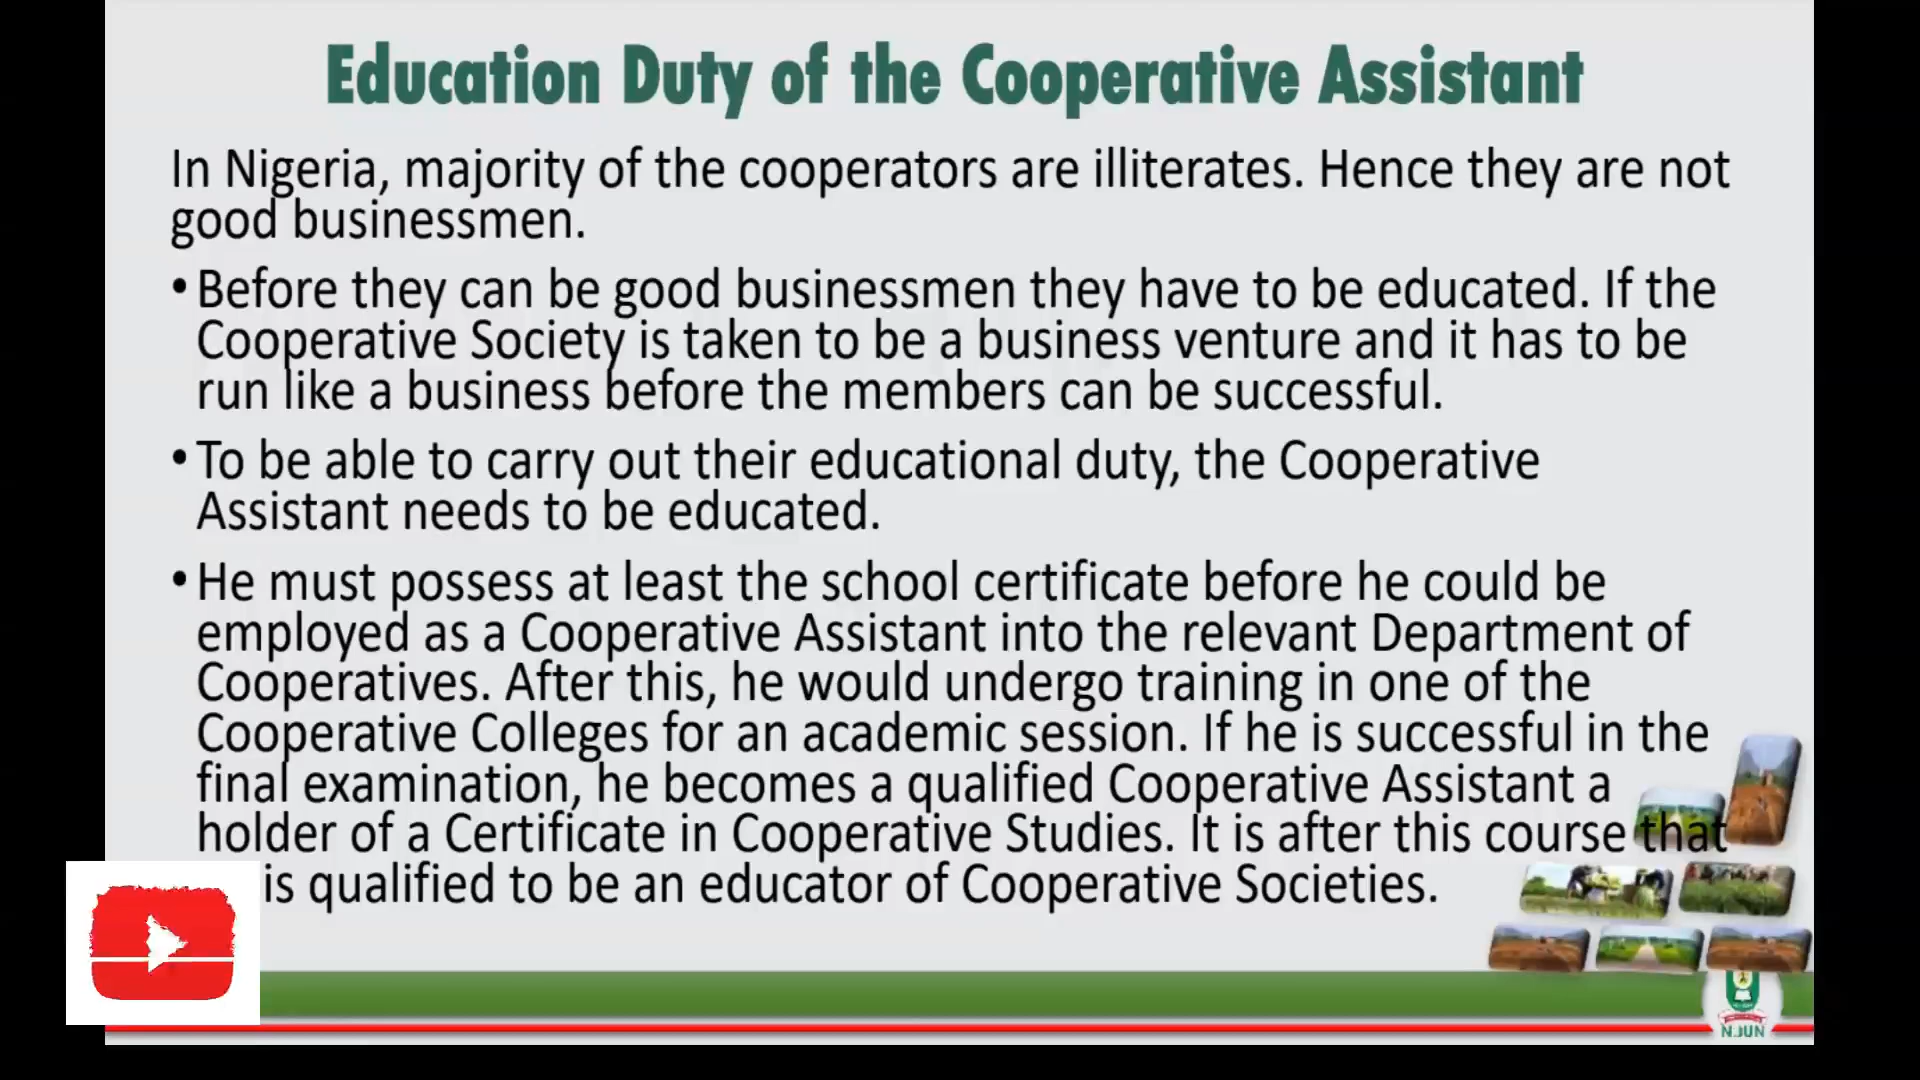 Education Duty of the Cooperative Assistant
In Nigeria, majority of the cooperators are illiterates. Hence they are not
good businessmen.
•Before they can be good businessmen they have to be educated. If the
Cooperative Society is taken to be a business venture and it has to be
run like a business before the members can be successful.
•To be able to carry out their educational duty, the Cooperative
Assistant needs to be educated.
•He must possess at least the school certificate before he could be
employed as a Cooperative Assistant into the relevant Department of
Cooperatives. After this, he would undergo training in one of the
Cooperative Colleges for an academic session. If he is successful in the
final examination, he becomes a qualified Cooperative Assistant a
holder of a Certificate in Cooperative Studies. It is after this course that
is qualified to be an educator of Cooperative Societies.